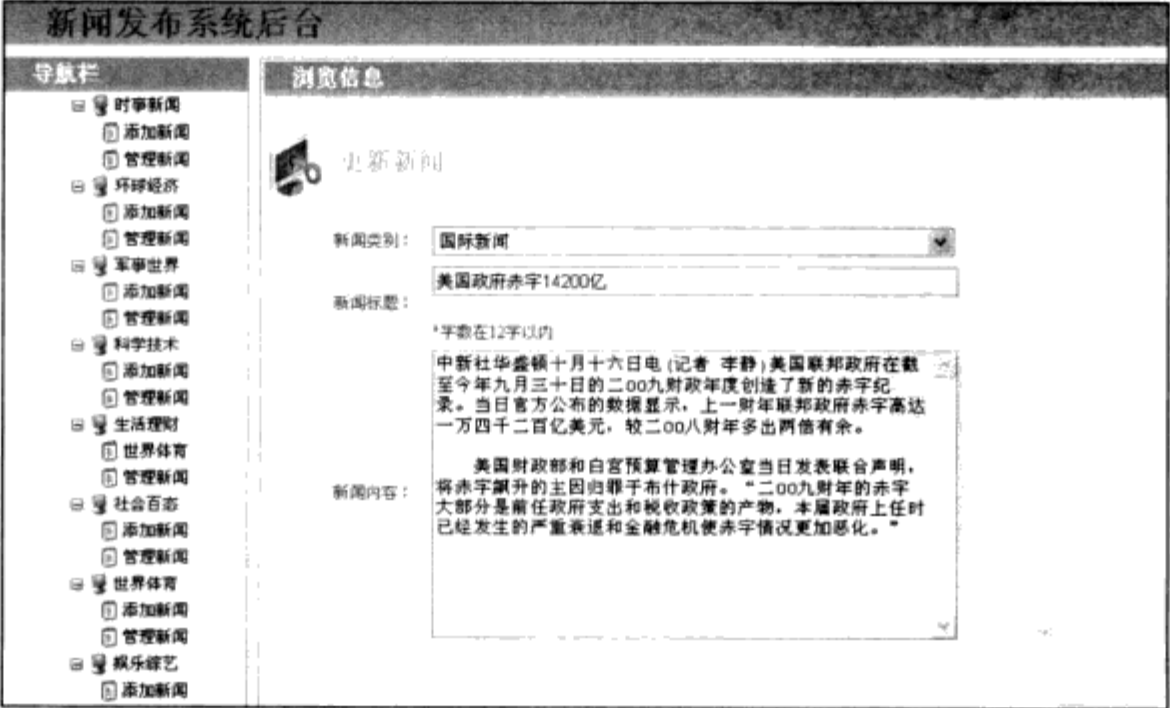 新闻发布系统后台
导航栏
时事新闻
添加新闻
管理新闻
环球经济
添加新闻
管理新闻
军事世界
添加新闻
管理新闻
科学技术
添加新闻
管理新闻
生活理财
世界体育
管理新闻
社会百态
添加新闻
管理新闻
世界体育
添加新闻
管理新闻
娱乐综艺
添加新闻
浏览信息
更新新闻
新闻类别：
国际新闻
新闻标题：
美国政府赤字14200亿
*字数在12字以内
新闻内容：
中新社华盛顿十月十六日电(记者 李静)美国联邦政府在截
至今年九月三十日的二oo九财政年度创造了新的赤字纪
录。当日官方公布的数据显示，上一财年联邦政府赤字高达
一万四千二百亿美元，较二oo八财年多出两倍有余。
美国财政部和白宫预算管理办公室当日发表联合声明，
将赤字飙升的主因归罪于布什政府。“二oo九财年的赤字
大部分是前任政府支出和税收政策的产物，本届政府上任时
已经发生的严重衰退和金融危机使赤字情况更加恶化。”